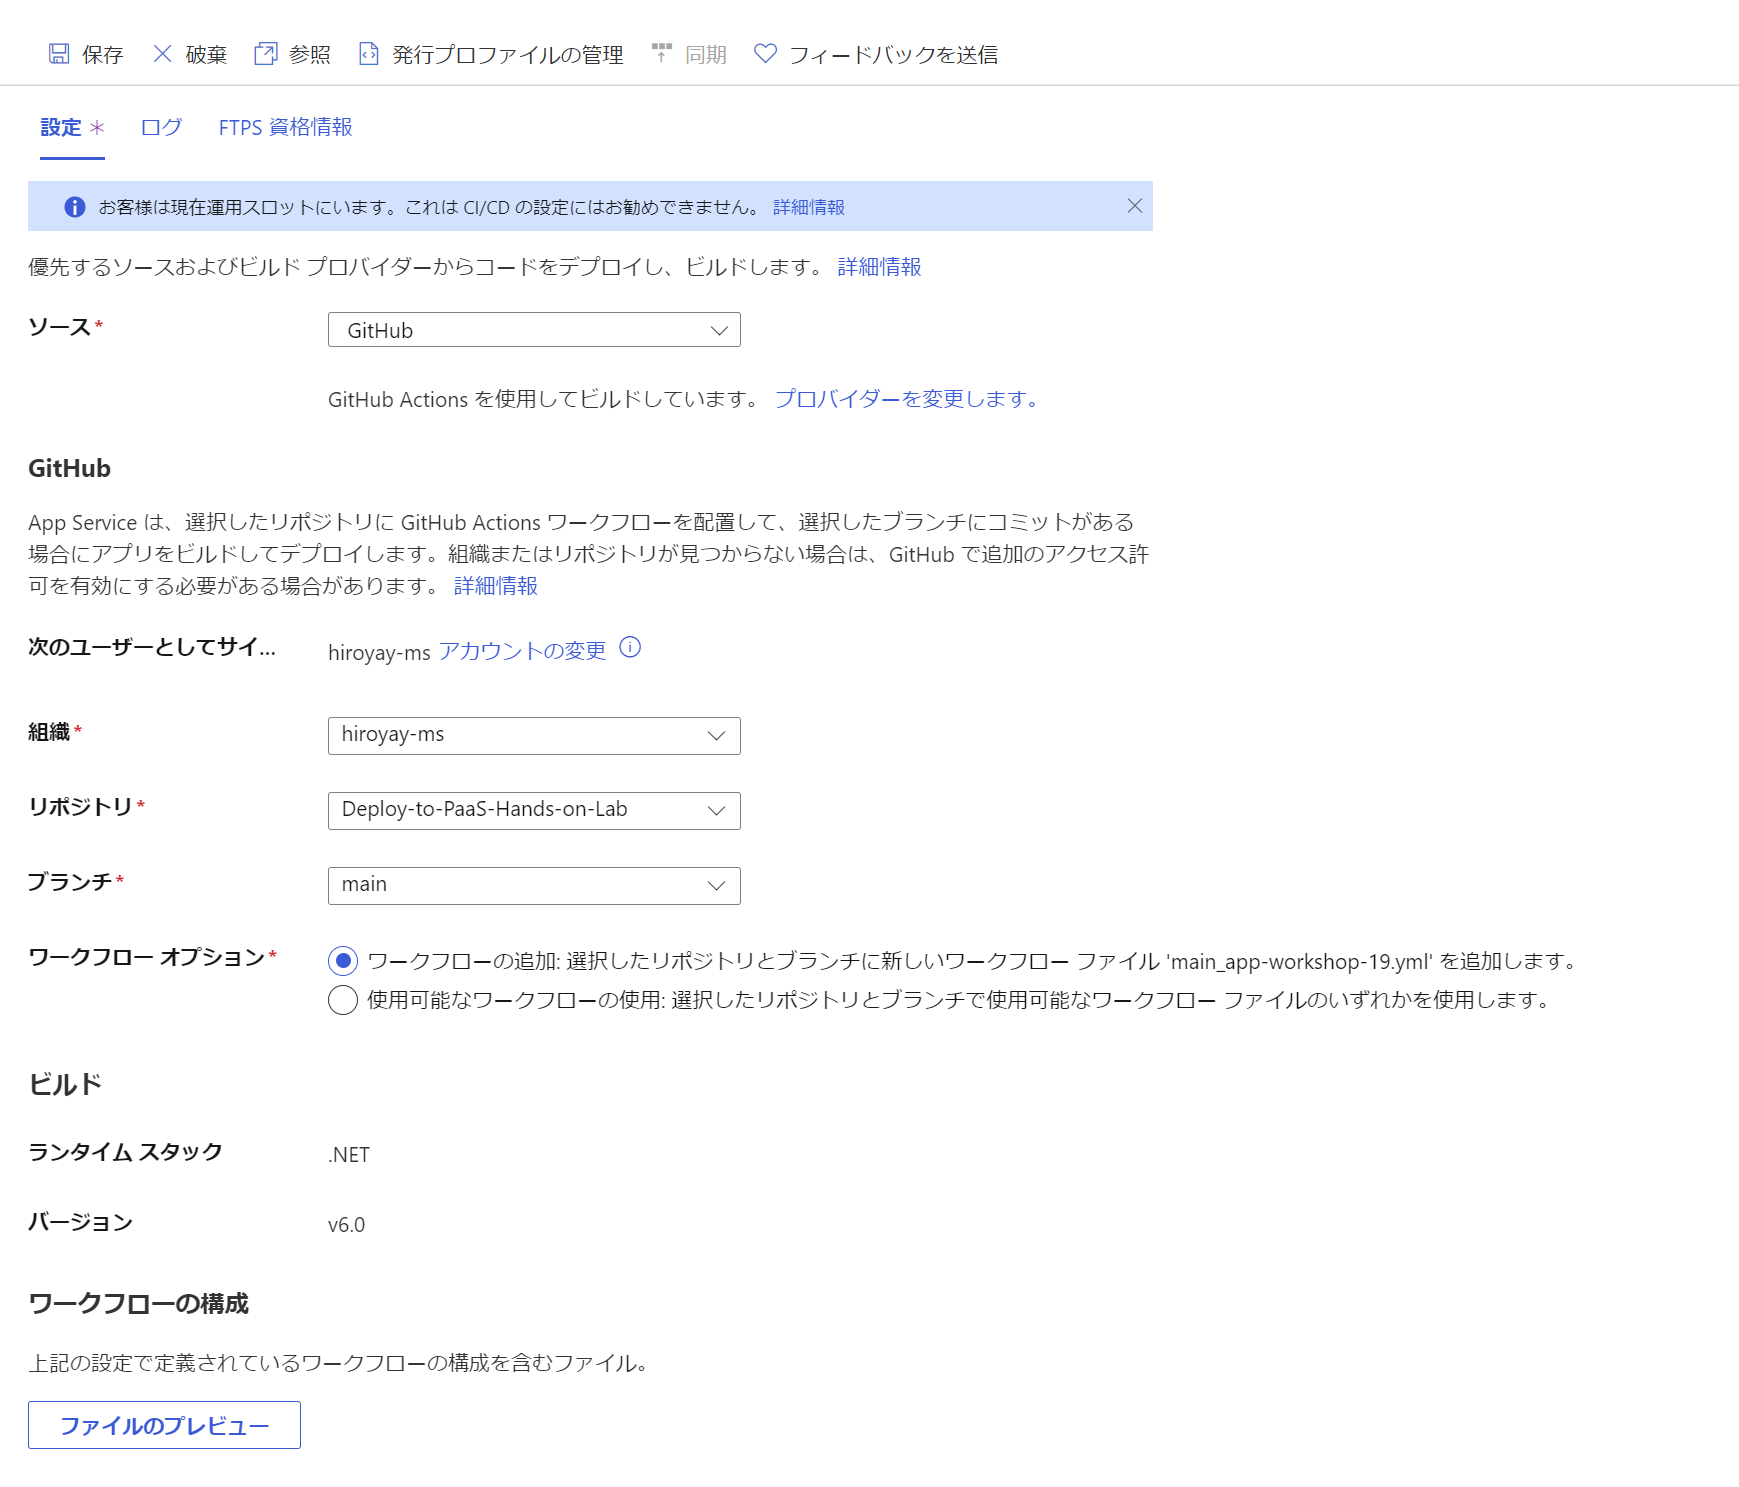 保存 破棄 参照 発行プロファイルの管理 同期 フィードバックを送信
設定 * ログ FTPS 資格情報
お客様は現在運用スロットにいます。これは CI/CD の設定にはお勧めできません。 詳細情報
優先するソースおよびビルド プロバイダーからコードをデプロイし、ビルドします。 詳細情報
ソース* GitHub
GitHub Actions を使用してビルドしています。 プロバイダーを変更します。
GitHub
App Service は、選択したリポジトリに GitHub Actions ワークフローを配置して、選択したブランチにコミットがある
場合にアプリをビルドしてデプロイします。組織またはリポジトリが見つからない場合は、GitHub で追加のアクセス許
可を有効にする必要がある場合があります。 詳細情報
次のユーザーとしてサイ... hiroyay-ms アカウントの変更
組織* hiroyay-ms
リポジトリ* Deploy-to-PaaS-Hands-on-Lab
ブランチ* main
ワークフロー オプション* ワークフローの追加: 選択したリポジトリとブランチに新しいワークフロー ファイル 'main_app-workshop-19.yml' を追加します。
使用可能なワークフローの使用: 選択したリポジトリとブランチで使用可能なワークフロー ファイルのいずれかを使用します。
ビルド
ランタイム スタック .NET
バージョン v6.0
ワークフローの構成
上記の設定で定義されているワークフローの構成を含むファイル。
ファイルのプレビュー